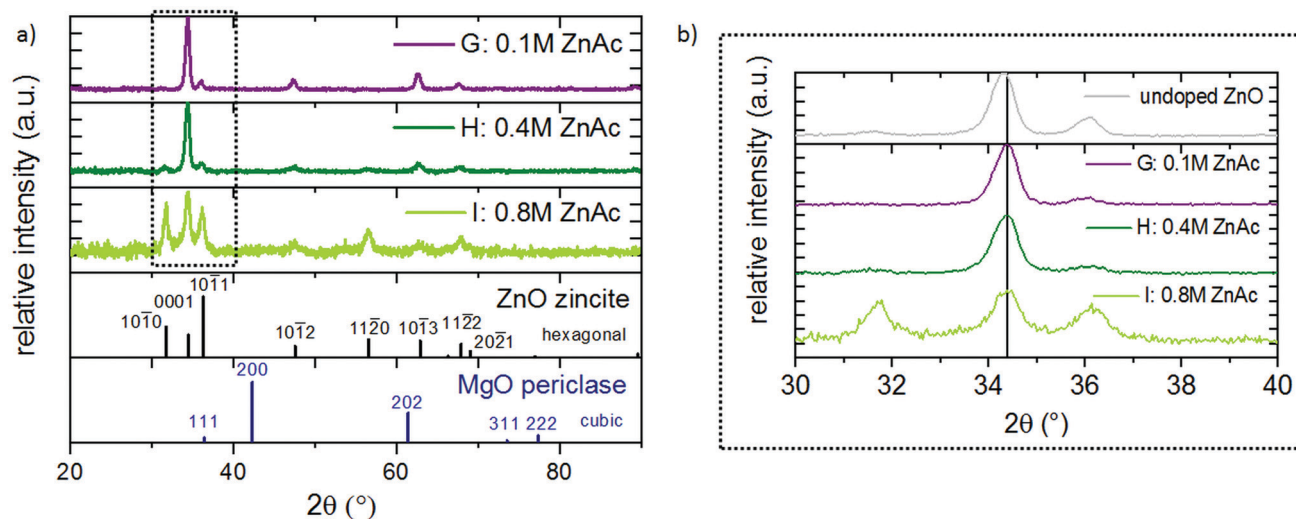 a)
relative intensity (a.u.)
G: 0.1M ZnAc
H: 0.4M ZnAc
I: 0.8M ZnAc
ZnO zincite
hexagonal
101̄0
0001
101̄1
101̄2
112̄0
101̄3
112̄2
202̄1
MgO periclase
cubic
111
200
202
311
222
20
40
60
80
2θ (°)
b)
relative intensity (a.u.)
undoped ZnO
G: 0.1M ZnAc
H: 0.4M ZnAc
I: 0.8M ZnAc
30
32
34
36
38
40
2θ (°)